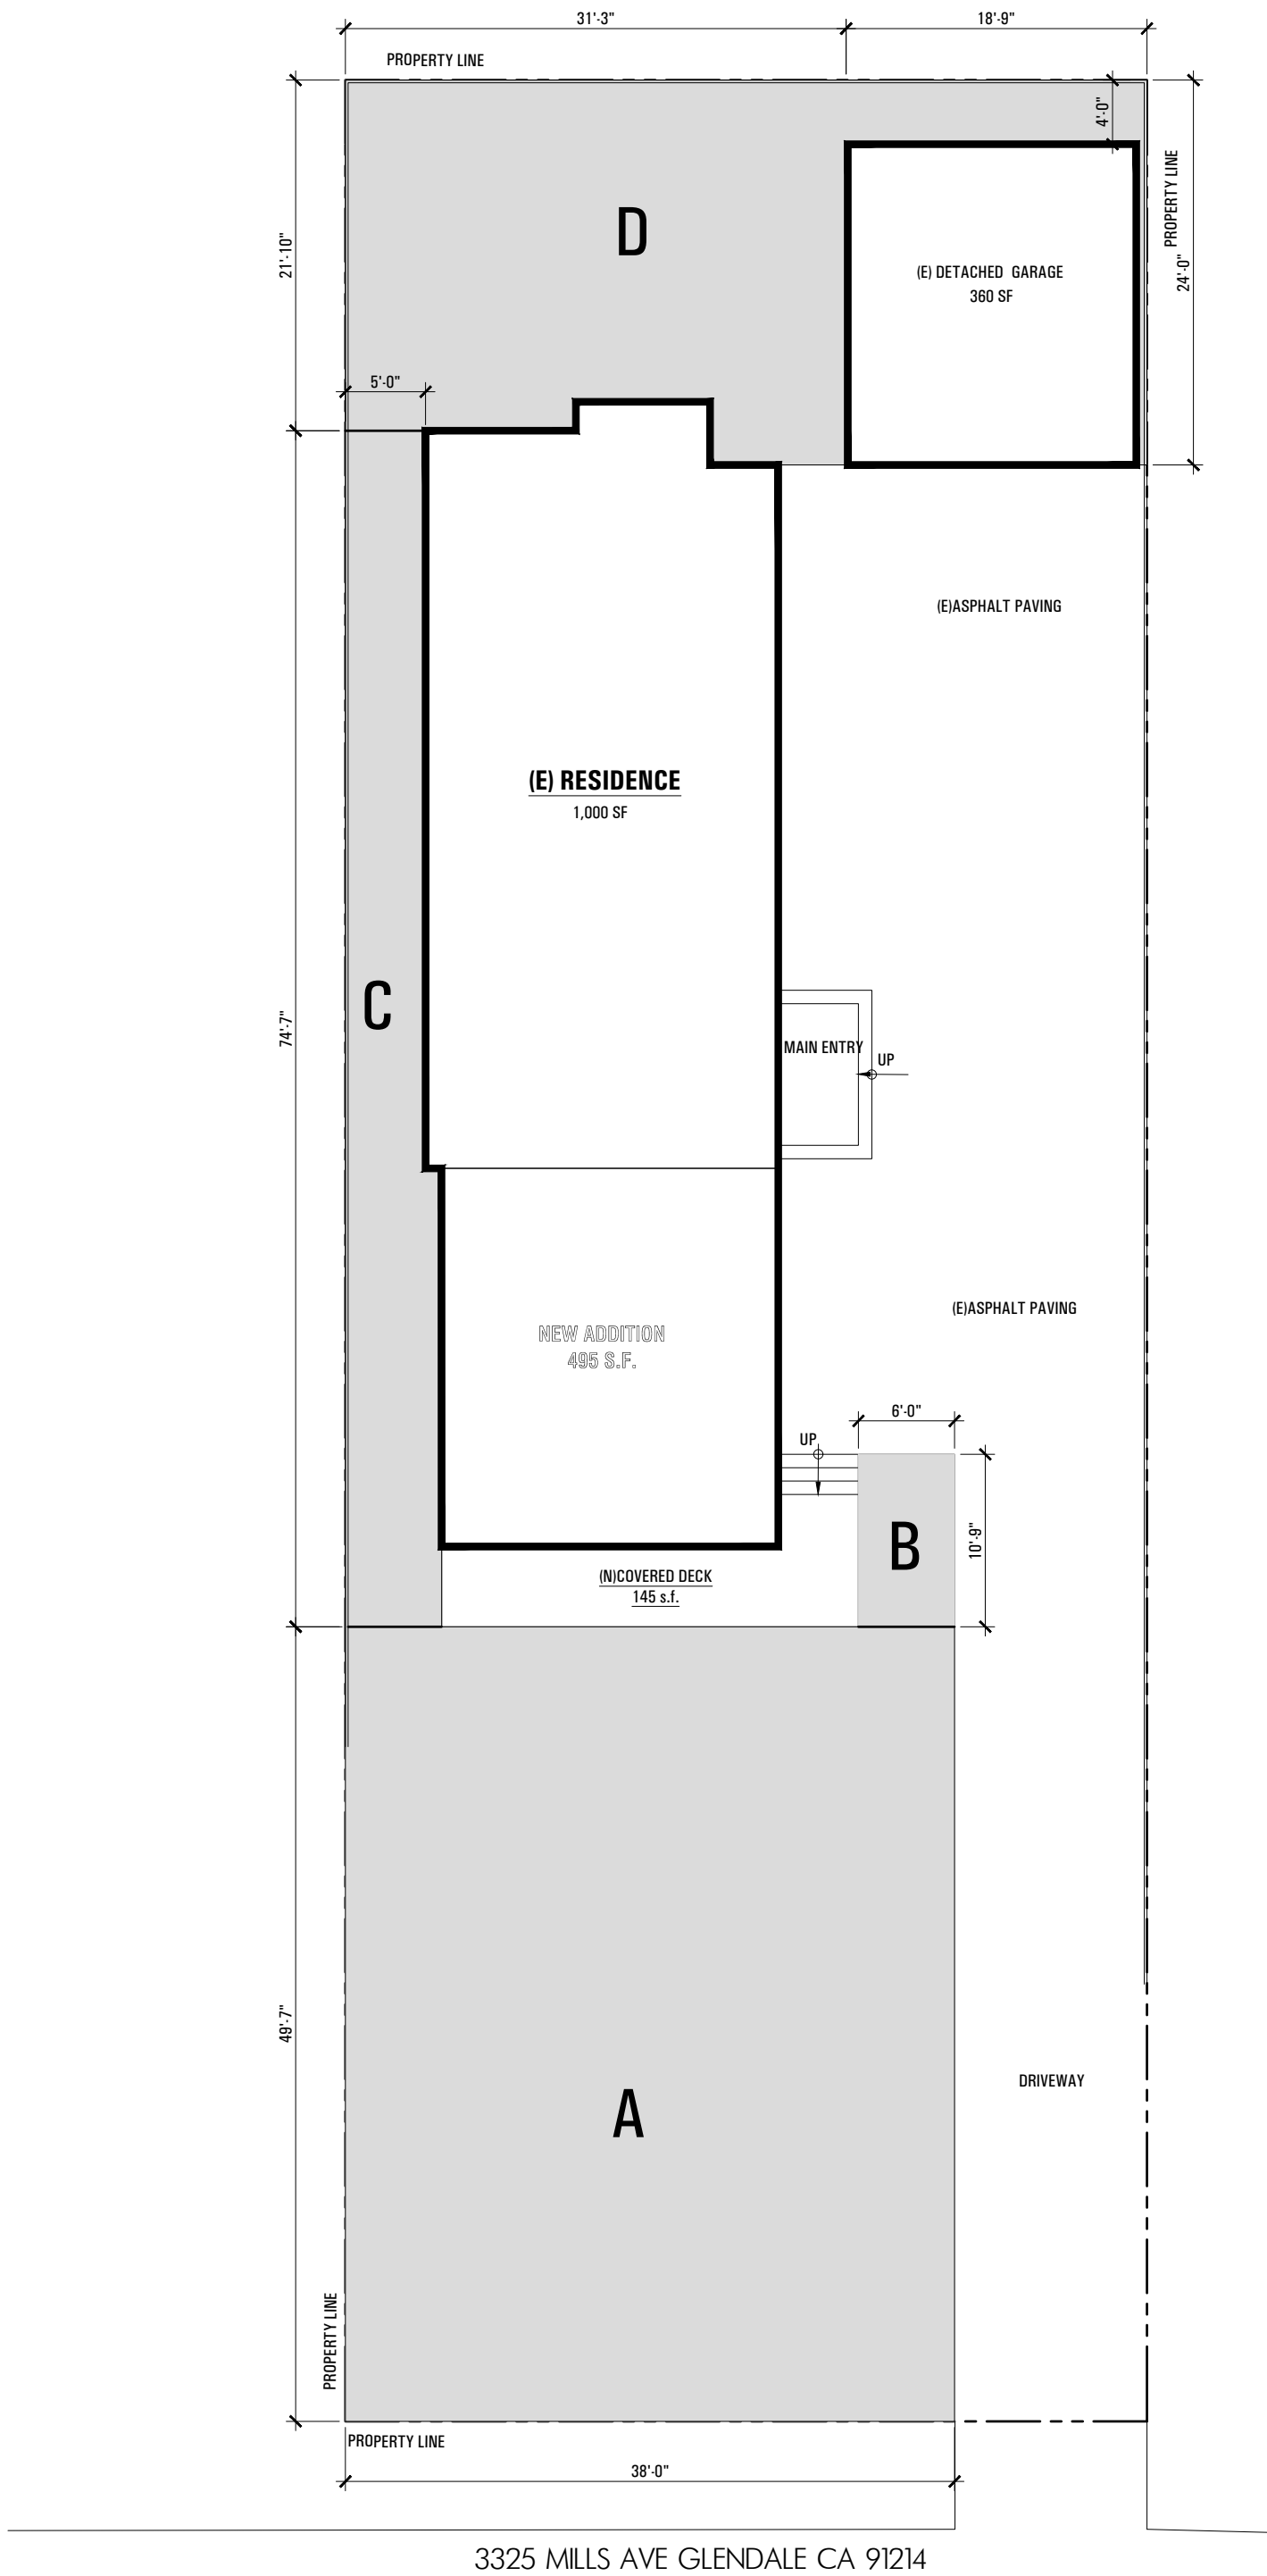 31'-3"
18'-9"
PROPERTY LINE
4'-0"
PROPERTY LINE
D
21'-10"
24'-0"
(E) DETACHED GARAGE
360 SF
5'-0"
(E)ASPHALT PAVING
(E) RESIDENCE
1,000 SF
C
74'-7"
MAIN ENTRY
UP
(E)ASPHALT PAVING
NEW ADDITION
495 S.F.
6'-0"
UP
B
10'-9"
(N)COVERED DECK
145 s.f.
49'-7"
DRIVEWAY
A
PROPERTY LINE
PROPERTY LINE
38'-0"
3325 MILLS AVE GLENDALE CA 91214